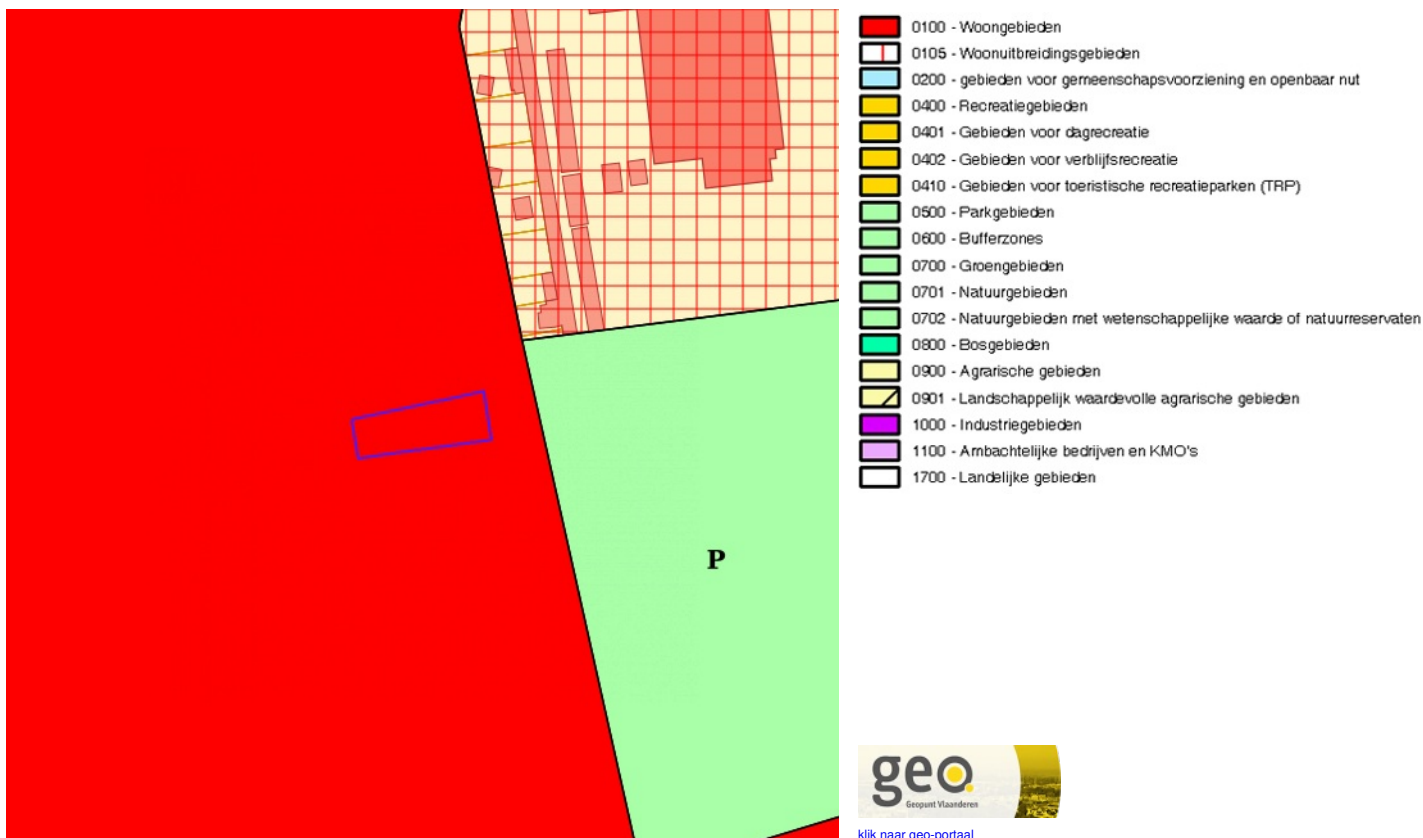 P
0100 - Woongebieden
0105 - Woonuitbreidingsgebieden
0200 - gebieden voor gemeenschapsvoorziening en openbaar nut
0400 - Recreatiegebieden
0401 - Gebieden voor dagrecreatie
0402 - Gebieden voor verblijfsrecreatie
0410 - Gebieden voor toeristische recreatieparken (TRP)
0500 - Parkgebieden
0600 - Bufferzones
0700 - Groengebieden
0701 - Natuurgebieden
0702 - Natuurgebieden met wetenschappelijke waarde of natuurreservaten
0800 - Bosgebieden
0900 - Agrarische gebieden
0901 - Landschappelijk waardevolle agrarische gebieden
1000 - Industriegebieden
1100 - Ambachtelijke bedrijven en KMO's
1700 - Landelijke gebieden
geo
Geopunt Vlaanderen
klik naar geo-portaal